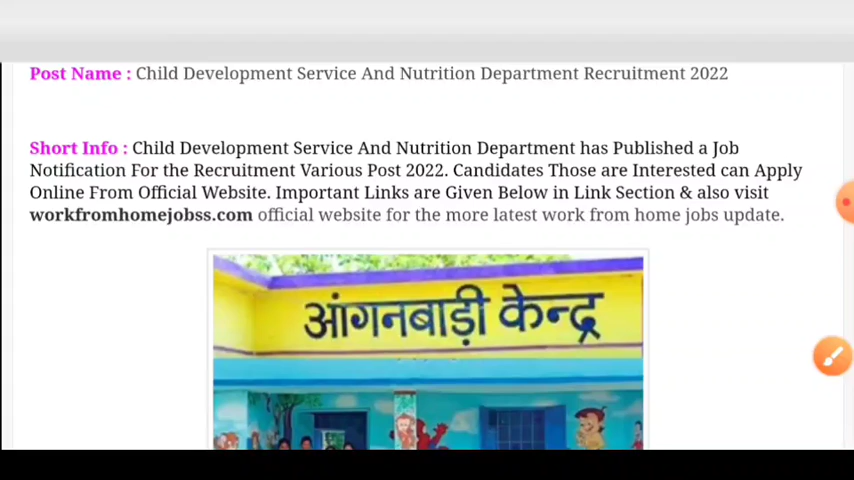 Post Name : Child Development Service And Nutrition Department Recruitment 2022
Short Info : Child Development Service And Nutrition Department has Published a Job
Notification For the Recruitment Various Post 2022. Candidates Those are Interested can Apply
Online From Official Website. Important Links are Given Below in Link Section & also visit
workfromhomejobss.com official website for the more latest work from home jobs update.
आंगनबाड़ी केन्द्र